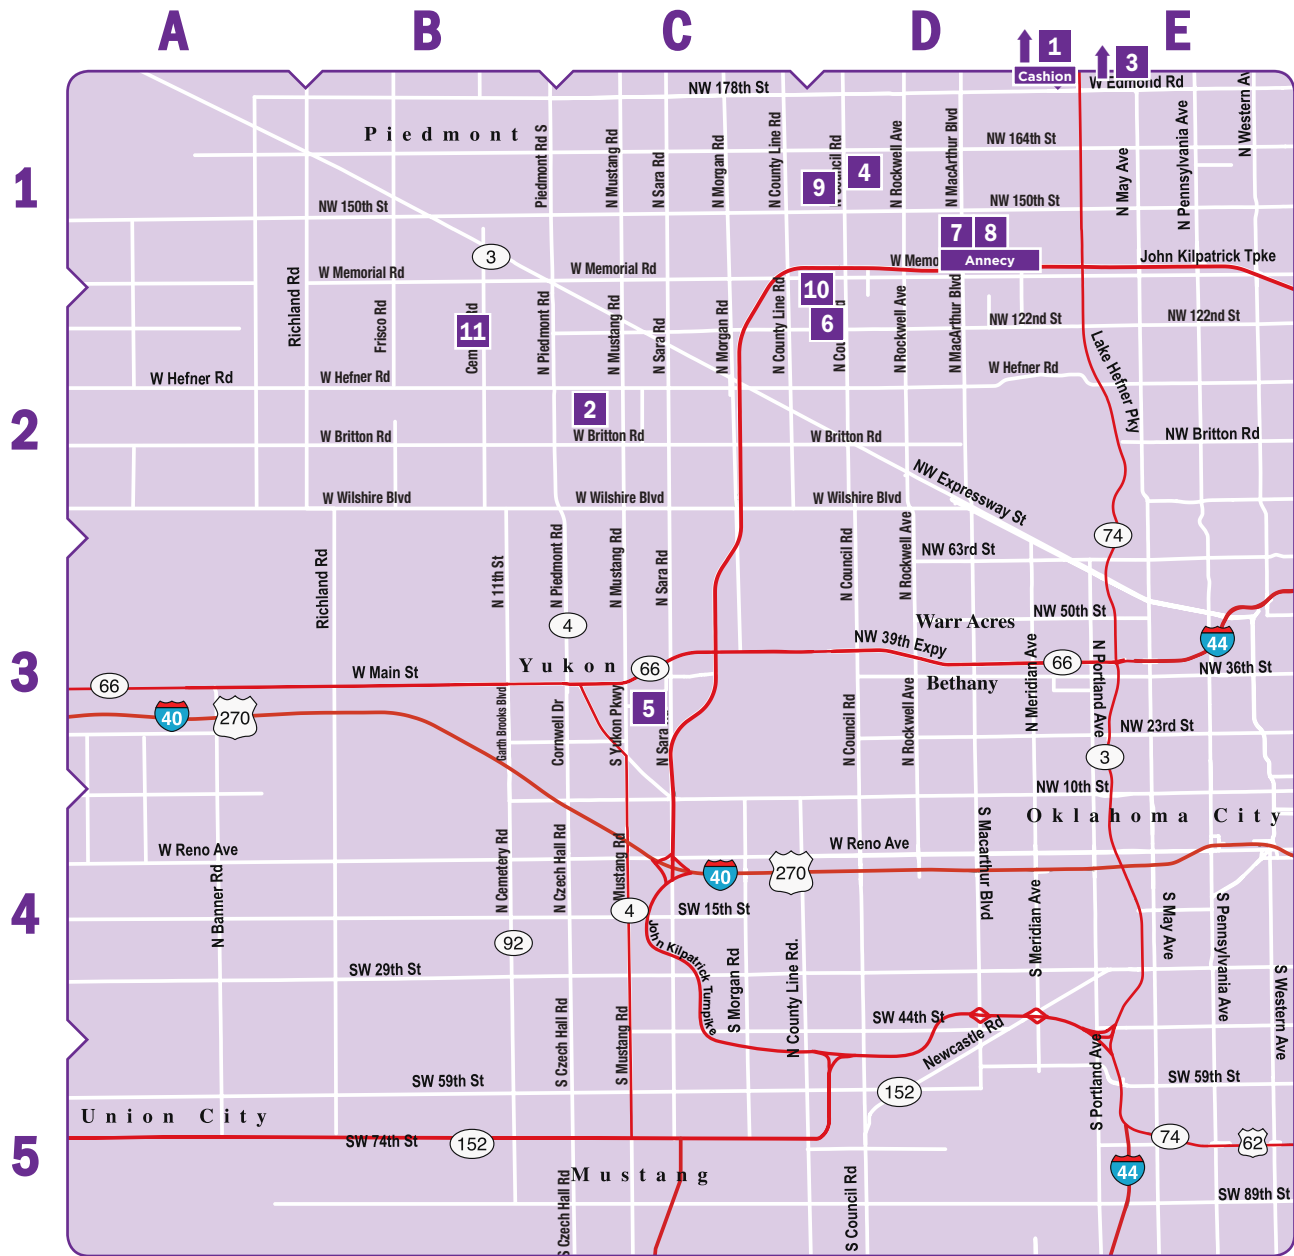 A
B
C
D
E
1
3
Cashion
W Edmond Rd
NW 178th St
Piedmont
Piedmont Rd S
N Mustang Rd
N Sara Rd
N Morgan Rd
N County Line Rd
N Council Rd
N Rockwell Ave
N MacArthur Blvd
NW 164th St
N May Ave
N Pennsylvania Ave
N Western Av
1
9
4
NW 150th St
NW 150th St
7
8
Annecy
W Memo
John Kilpatrick Tpke
3
W Memorial Rd
W Memorial Rd
Richland Rd
Frisco Rd
Cem
Rd
11
N Piedmont Rd
N Mustang Rd
N Sara Rd
N Morgan Rd
N County Line Rd
10
6
N Cou
N Rockwell Ave
N MacArthur Blvd
NW 122nd St
NW 122nd St
Lake Hefner Pky
W Hefner Rd
W Hefner Rd
W Hefner Rd
2
2
W Britton Rd
W Britton Rd
W Britton Rd
NW Britton Rd
NW Expressway St
W Wilshire Blvd
W Wilshire Blvd
W Wilshire Blvd
74
Richland Rd
N 11th St
N Piedmont Rd
N Mustang Rd
N Sara Rd
N Council Rd
N Rockwell Ave
NW 63rd St
NW 50th St
4
Warr Acres
44
3
Yukon
66
W Main St
66
NW 39th Expy
66
NW 36th St
Bethany
N Meridian Ave
N Portland Ave
40
270
5
Garth Brooks Blvd
Cornwell Dr
S Yukon Pkwy
N Sara
N Council Rd
N Rockwell Ave
NW 23rd St
3
NW 10th St
Oklahoma City
S Macarthur Blvd
W Reno Ave
W Reno Ave
N Banner Rd
N Cemetery Rd
N Czech Hall Rd
Mustang Rd
40
270
4
4
SW 15th St
S Meridian Ave
S May Ave
S Pennsylvania Ave
92
John Kilpatrick Turnpike
S Morgan Rd
N County Line Rd.
SW 29th St
S Western Ave
S Czech Hall Rd
S Mustang Rd
SW 44th St
Newcastle Rd
S Portland Ave
SW 59th St
SW 59th St
152
Union City
5
SW 74th St
152
74
62
44
Mustang
S Czech Hall Rd
S Council Rd
SW 89th St